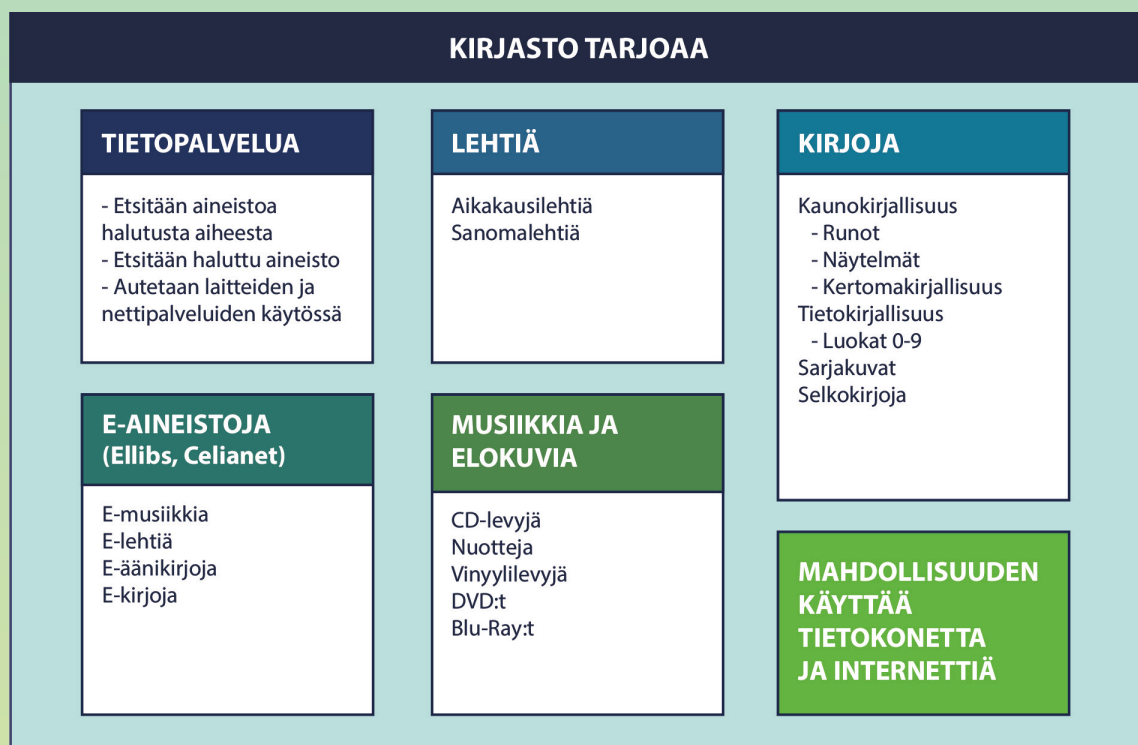 KIRJASTO TARJOAA
TIETOPALVELUA
- Etsitään aineistoa
halutusta aiheesta
- Etsitään haluttu aineisto
- Autetaan laitteiden ja
nettipalveluiden käytössä
LEHTIÄ
Aikakausilehtiä
Sanomalehtiä
KIRJOJA
Kaunokirjallisuus
- Runot
- Näytelmät
- Kertomakirjallisuus
Tietokirjallisuus
- Luokat 0-9
Sarjakuvat
Selkokirjoja
E-AINEISTOJA
(Ellibs, Celianet)
E-musiikkia
E-lehtiä
E-äänikirjoja
E-kirjoja
MUSIIKKIA JA
ELOKUVIA
CD-levyjä
Nuotteja
Vinyylilevyjä
DVD:t
Blu-Ray:t
MAHDOLLISUUDEN
KÄYTTÄÄ
TIETOKONETTA
JA INTERNETTIÄ